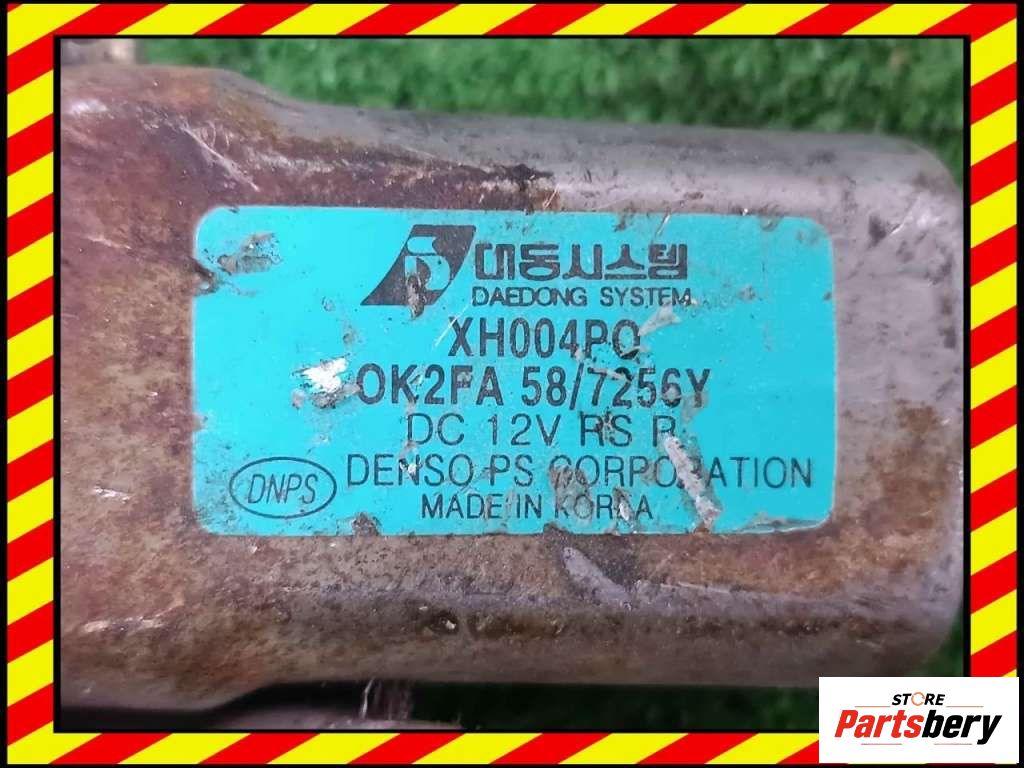 대동시스템
DAEDONG SYSTEM
XH004PO
OK2FA 58/7256Y
DC 12V RS R
DNPS
DENSO PS CORPORATION
MADE IN KOREA
STORE
Partsbery